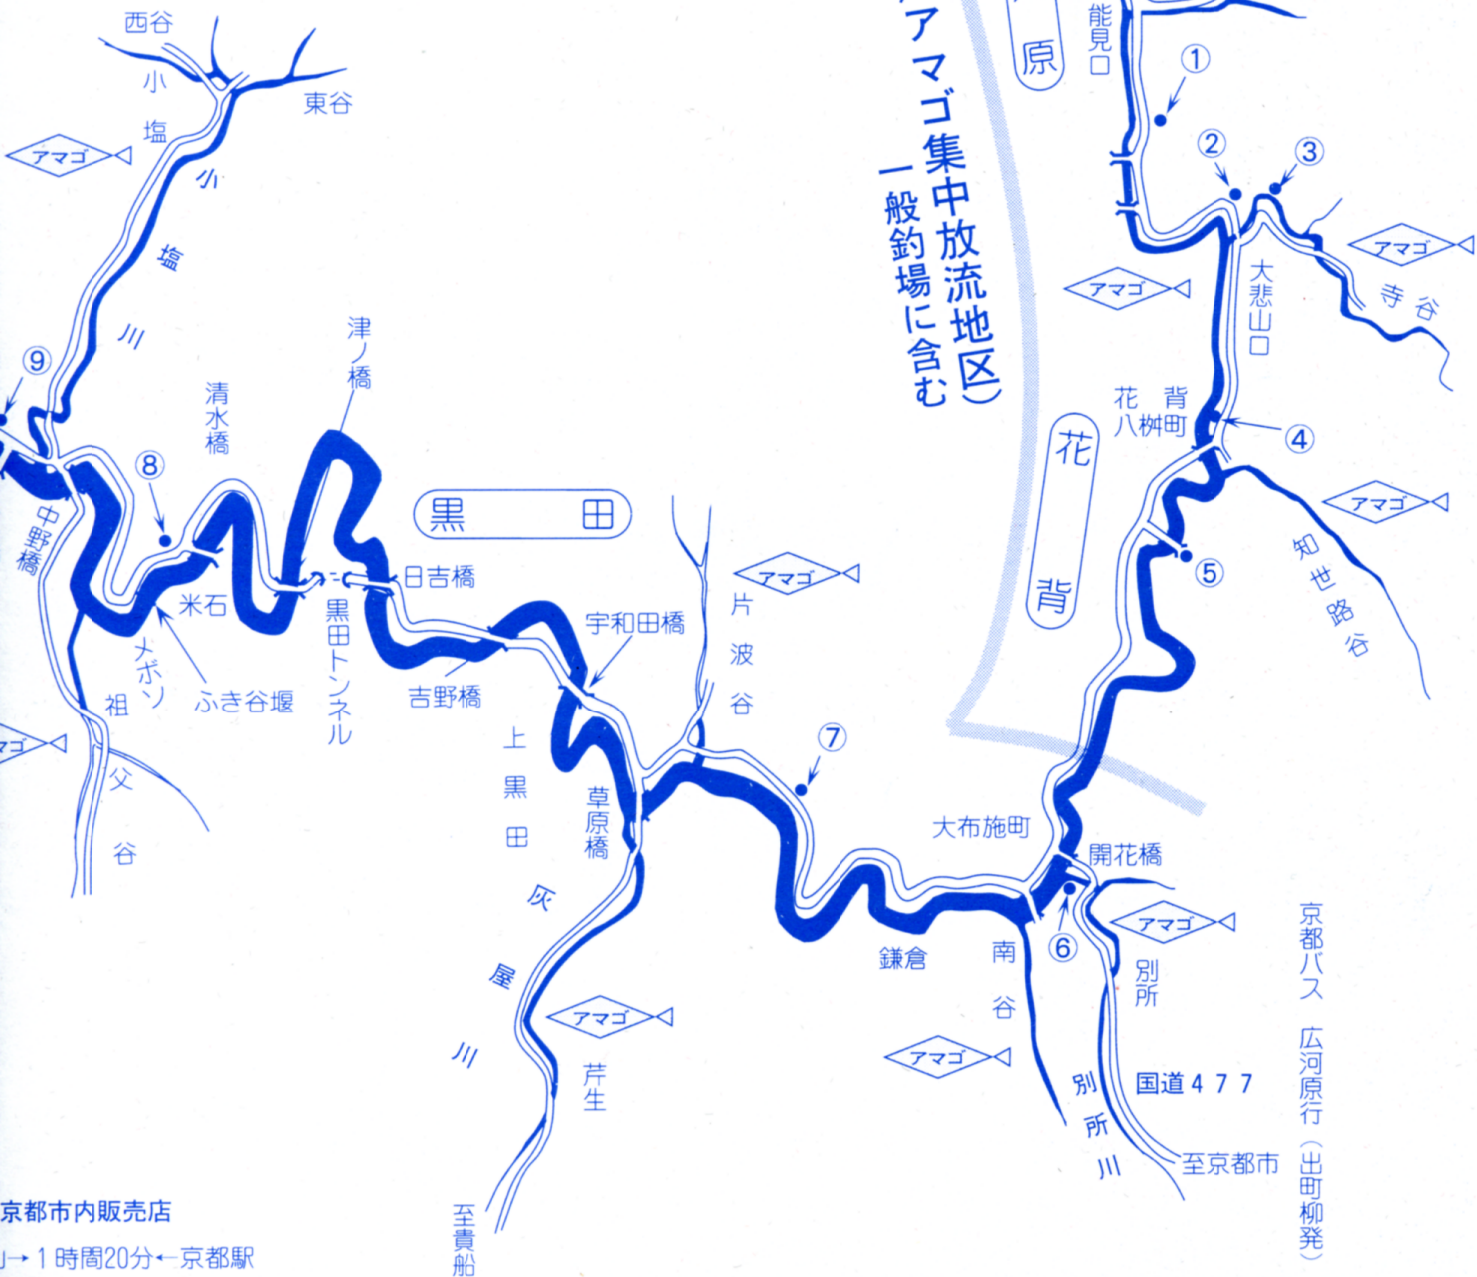 西谷
小塩
東谷
アマゴ
小塩川
⑨
清水橋
津ノ橋
⑧
中野橋
黒田
米石
メボソ
ふき谷堰
黒田トンネル
日吉橋
吉野橋
宇和田橋
片波谷
アマゴ
祖父谷
マゴ
上黒田
草原橋
⑦
灰屋川
アマゴ
芹生
至貴船
アマゴ集中放流地区)
一般釣場に含む
原
能見口
①
②
③
アマゴ
アマゴ
寺谷
大悲山口
花背
八桝町
④
アマゴ
花背
⑤
知世路谷
大布施町
開花橋
⑥
アマゴ
鎌倉
南谷
アマゴ
別所
別所川
国道477
至京都市
京都バス 広河原行(出町柳発)
京都市内販売店
→1時間20分←京都駅